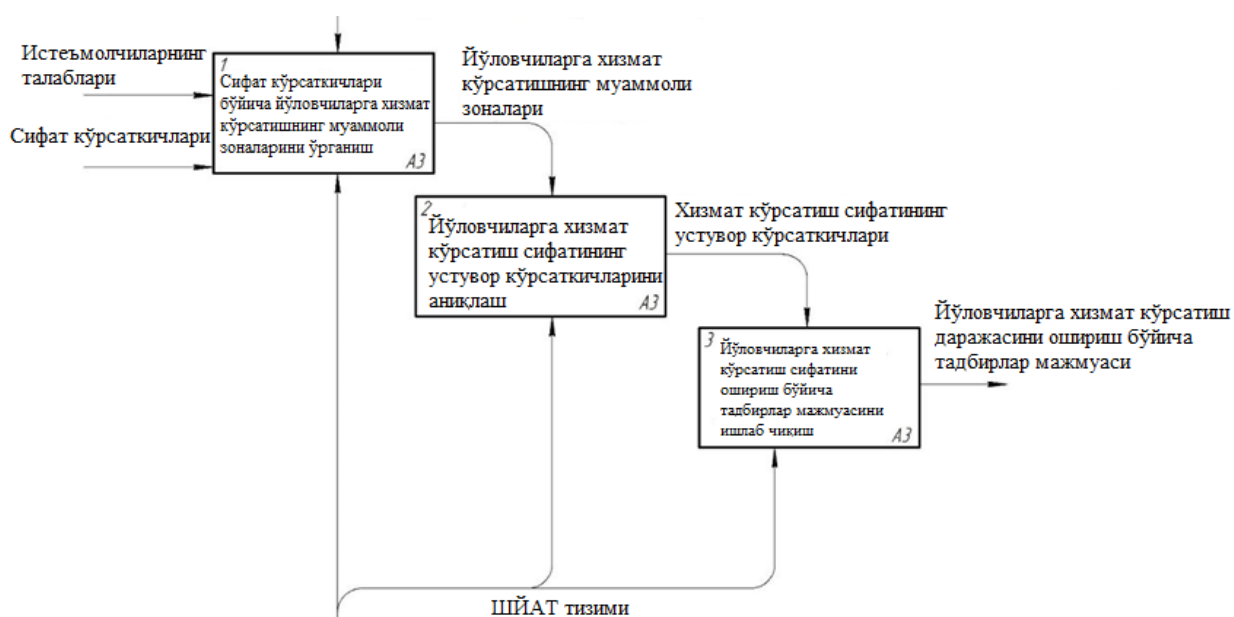 Истеъмолчиларнинг
талаблари
Сифат кўрсаткичлари
1
Сифат кўрсаткичлари
бўйича йўловчиларга хизмат
кўрсатишнинг муаммоли
зоналарини ўрганиш
А3
Йўловчиларга хизмат
кўрсатишнинг муаммоли
зоналари
2
Йўловчиларга хизмат
кўрсатиш сифатининг
устувор кўрсаткичларини
аниқлаш
А3
Хизмат кўрсатиш сифатининг
устувор кўрсаткичлари
3
Йўловчиларга хизмат
кўрсатиш сифатини
ошириш бўйича
тадбирлар мажмуасини
ишлаб чиқиш
А3
Йўловчиларга хизмат кўрсатиш
даражасини ошириш бўйича
тадбирлар мажмуаси
ШЙАТ тизими